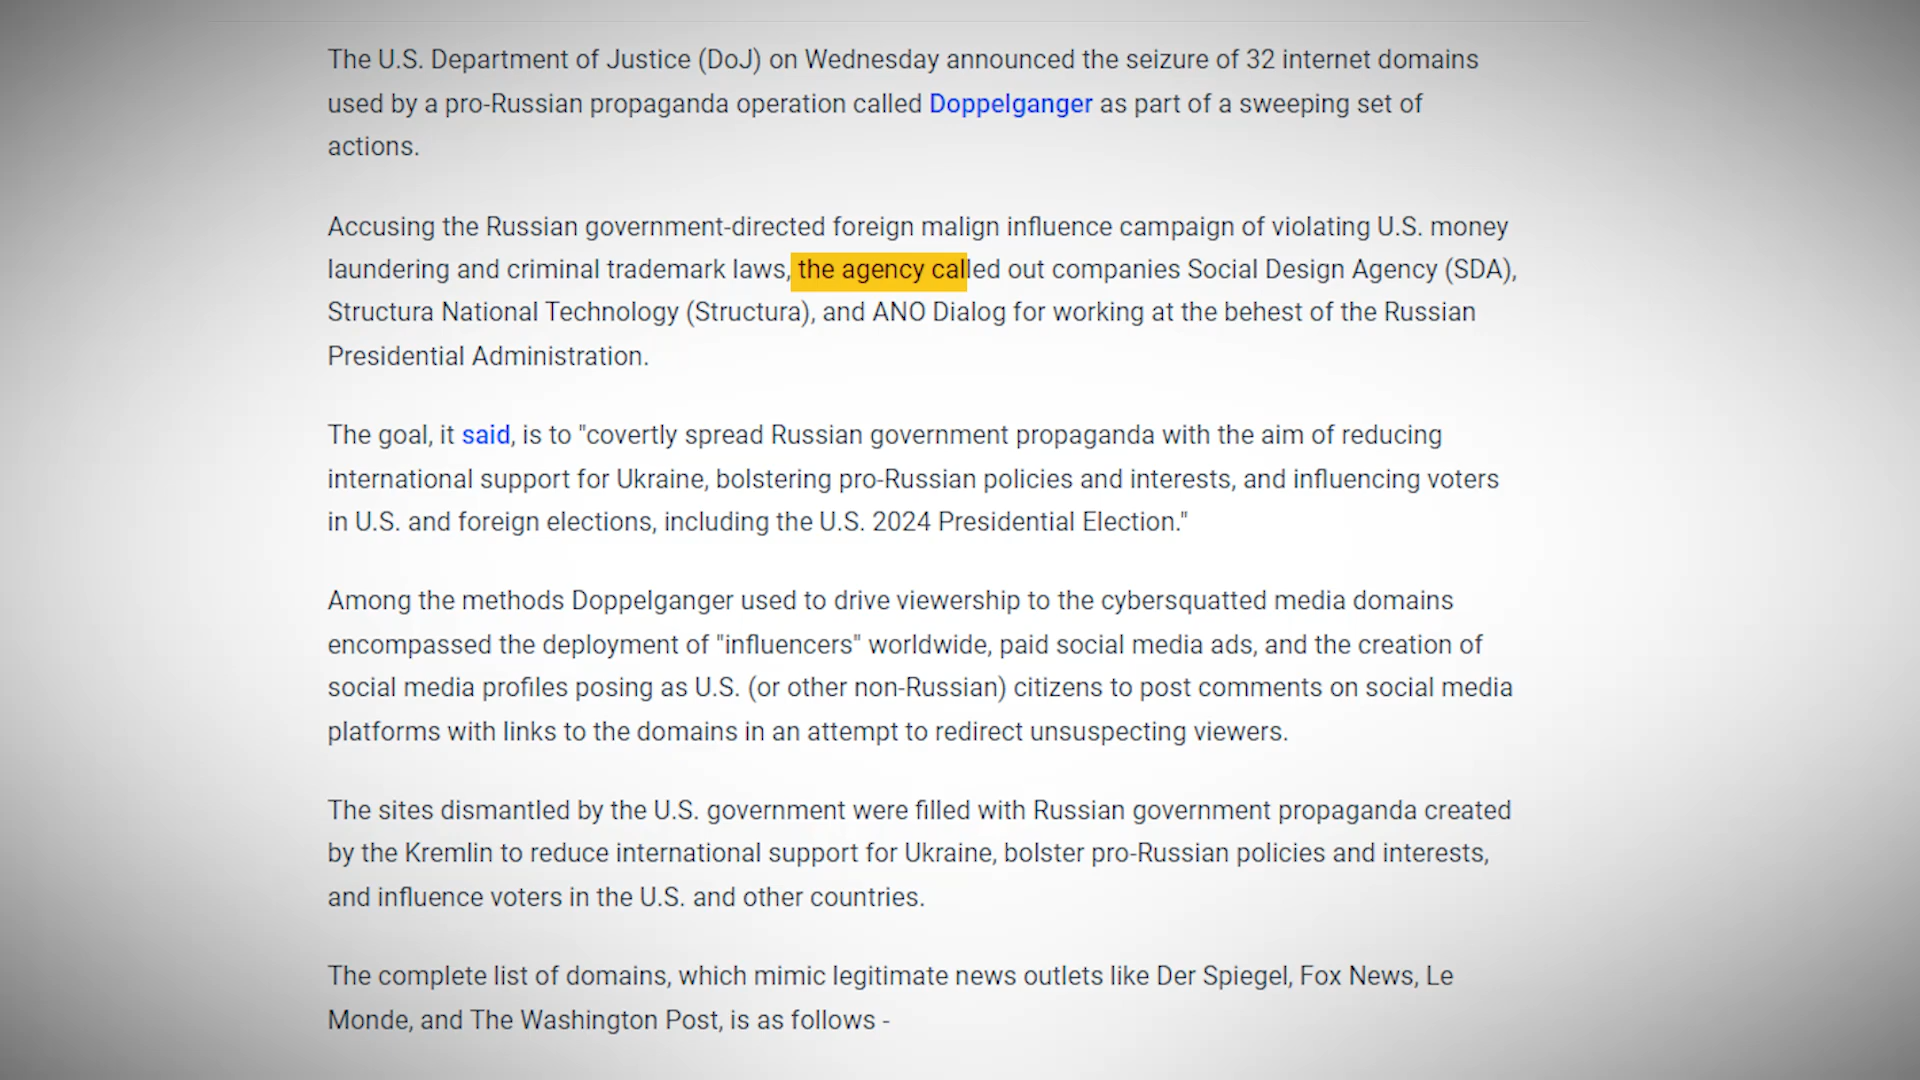 The U.S. Department of Justice (DoJ) on Wednesday announced the seizure of 32 internet domains
used by a pro-Russian propaganda operation called Doppelganger as part of a sweeping set of
actions.
Accusing the Russian government-directed foreign malign influence campaign of violating U.S. money
laundering and criminal trademark laws, the agency called out companies Social Design Agency (SDA),
Structura National Technology (Structura), and ANO Dialog for working at the behest of the Russian
Presidential Administration.
The goal, it said, is to "covertly spread Russian government propaganda with the aim of reducing
international support for Ukraine, bolstering pro-Russian policies and interests, and influencing voters
in U.S. and foreign elections, including the U.S. 2024 Presidential Election."
Among the methods Doppelganger used to drive viewership to the cybersquatted media domains
encompassed the deployment of "influencers" worldwide, paid social media ads, and the creation of
social media profiles posing as U.S. (or other non-Russian) citizens to post comments on social media
platforms with links to the domains in an attempt to redirect unsuspecting viewers.
The sites dismantled by the U.S. government were filled with Russian government propaganda created
by the Kremlin to reduce international support for Ukraine, bolster pro-Russian policies and interests,
and influence voters in the U.S. and other countries.
The complete list of domains, which mimic legitimate news outlets like Der Spiegel, Fox News, Le
Monde, and The Washington Post, is as follows -